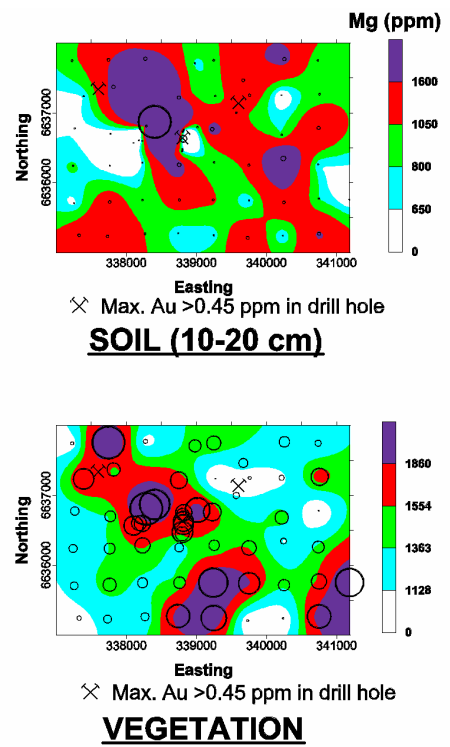 Mg (ppm)
1600
1050
800
650
0
Northing
6637000
6636000
338000
339000
340000
341000
Easting
Max. Au >0.45 ppm in drill hole
SOIL (10-20 cm)
1860
1554
1363
1128
0
Northing
6637000
6636000
338000
339000
340000
341000
Easting
Max. Au >0.45 ppm in drill hole
VEGETATION